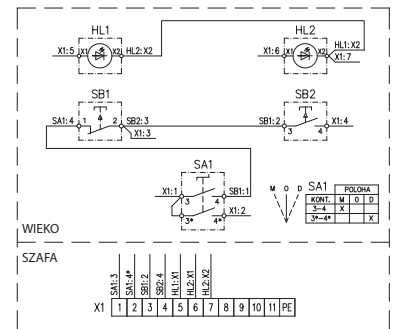 HL1
HL2
X1:5 X1 X2 HL2:X2
X1:6 X1 X2 HL1:X2
X1:7
SB1
SB2
SA1:4 1 2 SB2:3
X1:3
SB1:2 3 4 X1:4
SA1
X1:1 3 4 SB1:1
3* 4* X1:2
M O D SA1 POLOHA
KONT. M O D
3-4 X
3*-4* X
WIEKO
SZAFA
SA1:3
SA1:4*
SB1:2
SB2:4
HL1:X1
HL2:X1
HL2:X2
X1 1 2 3 4 5 6 7 8 9 10 11 PE